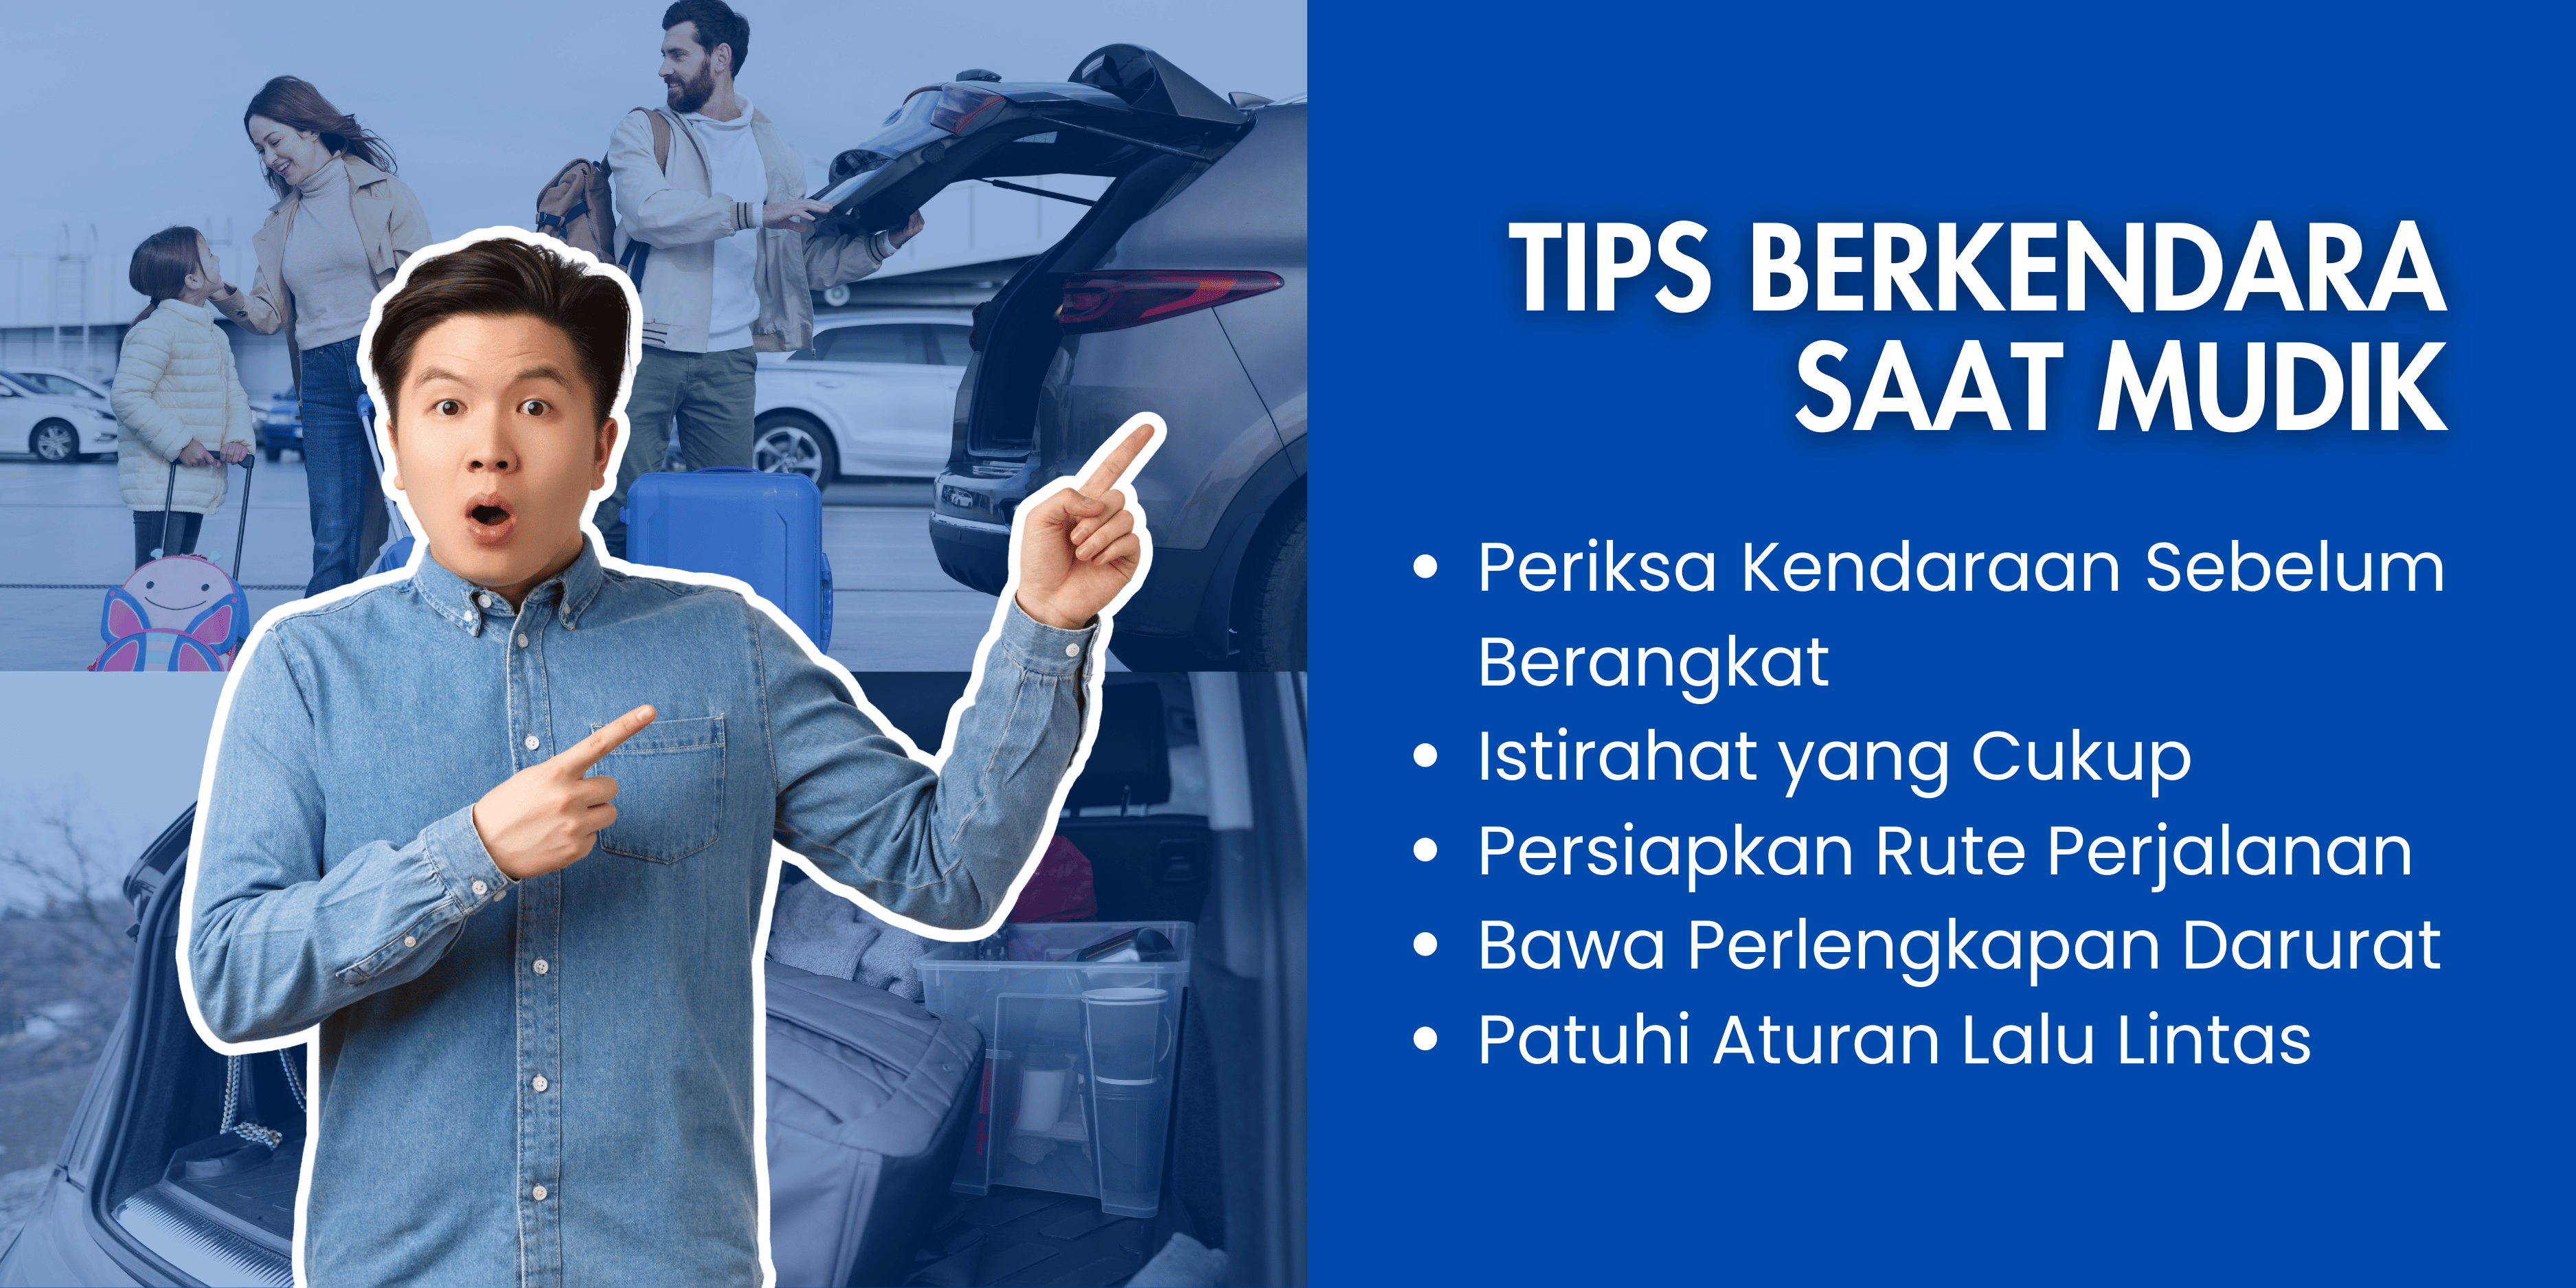 TIPS BERKENDARA
SAAT MUDIK
• Periksa Kendaraan Sebelum
Berangkat
• Istirahat yang Cukup
• Persiapkan Rute Perjalanan
• Bawa Perlengkapan Darurat
• Patuhi Aturan Lalu Lintas